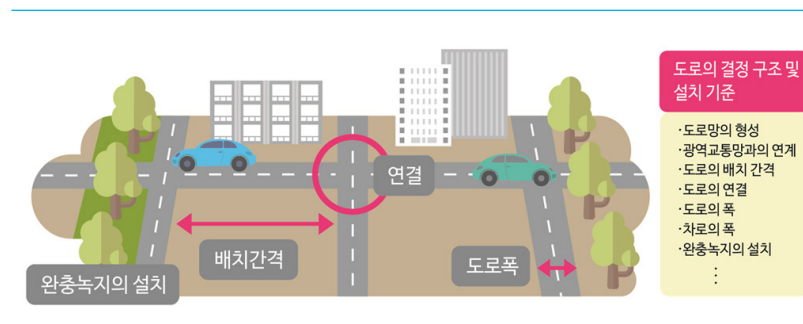 도로의 결정 구조 및
설치 기준
·도로망의 형성
·광역교통망과의 연계
·도로의 배치 간격
·도로의 연결
·도로의 폭
·차로의 폭
·완충녹지의 설치
⋮
연결
배치간격
도로폭
완충녹지의 설치